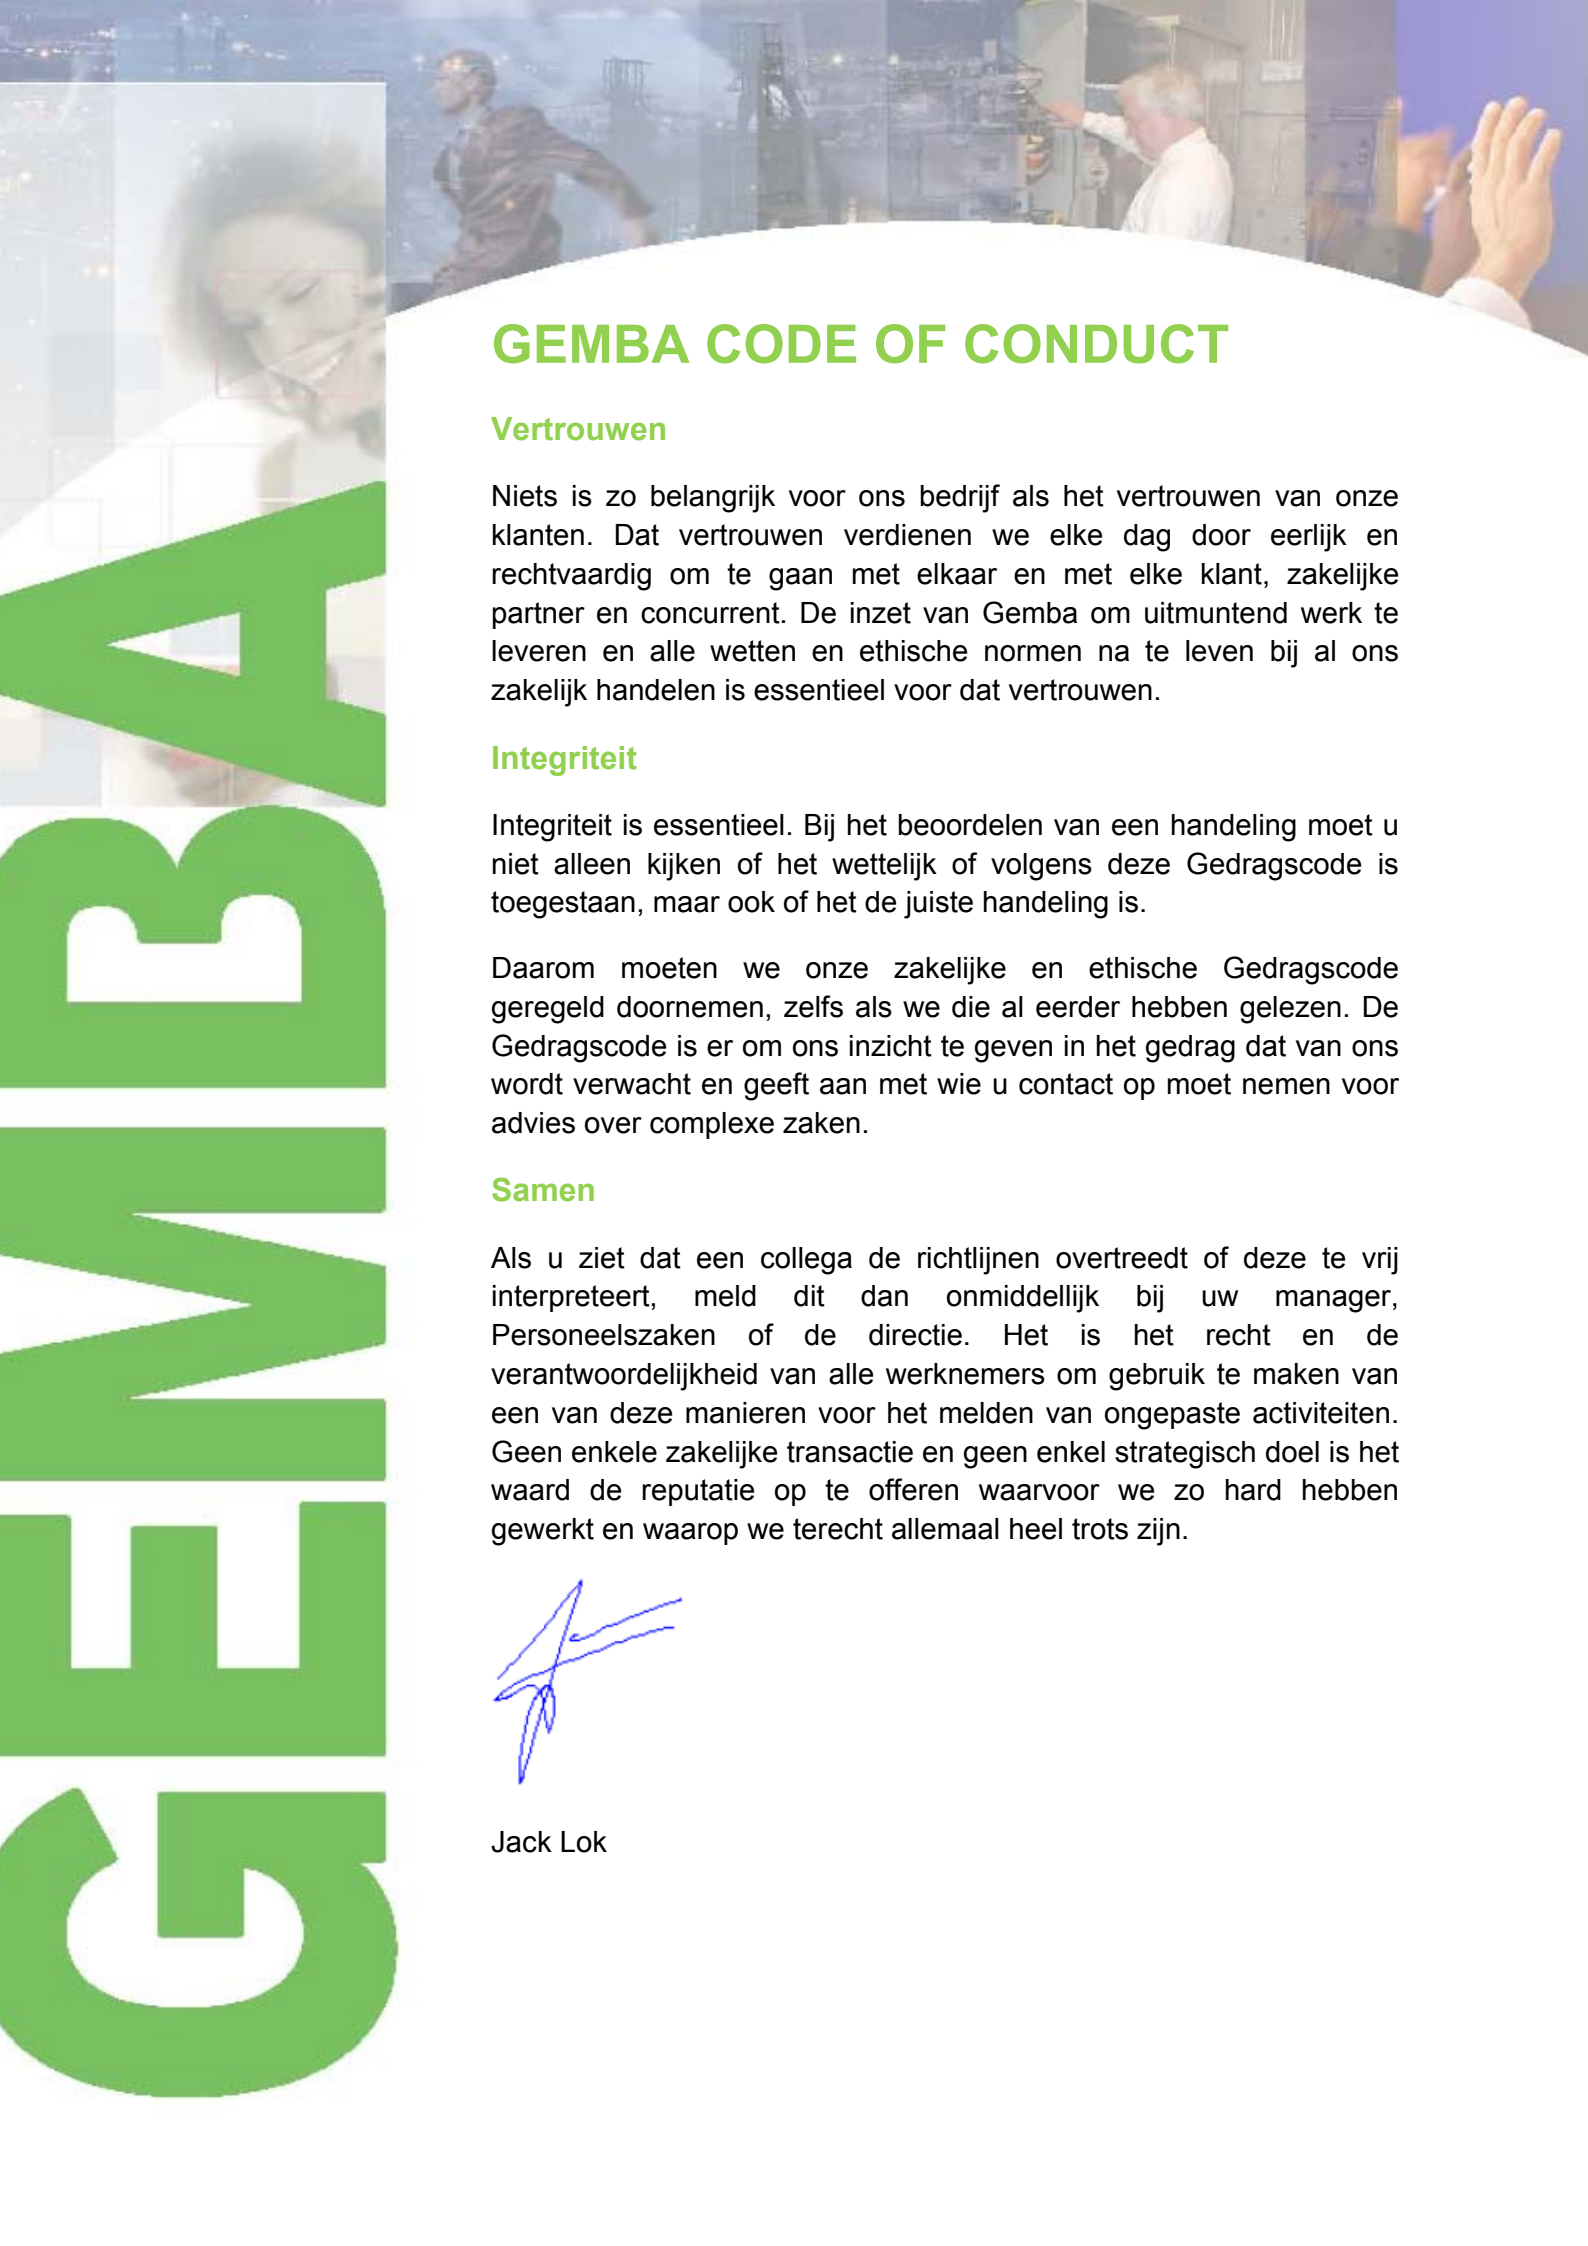 GEMBA CODE OF CONDUCT
Vertrouwen
Niets is zo belangrijk voor ons bedrijf als het vertrouwen van onze
klanten. Dat vertrouwen verdienen we elke dag door eerlijk en
rechtvaardig om te gaan met elkaar en met elke klant, zakelijke
partner en concurrent. De inzet van Gemba om uitmuntend werk te
leveren en alle wetten en ethische normen na te leven bij al ons
zakelijk handelen is essentieel voor dat vertrouwen.
Integriteit
Integriteit is essentieel. Bij het beoordelen van een handeling moet u
niet alleen kijken of het wettelijk of volgens deze Gedragscode is
toegestaan, maar ook of het de juiste handeling is.
Daarom moeten we onze zakelijke en ethische Gedragscode
geregeld doornemen, zelfs als we die al eerder hebben gelezen. De
Gedragscode is er om ons inzicht te geven in het gedrag dat van ons
wordt verwacht en geeft aan met wie u contact op moet nemen voor
advies over complexe zaken.
Samen
Als u ziet dat een collega de richtlijnen overtreedt of deze te vrij
interpreteert, meld dit dan onmiddellijk bij uw manager,
Personeelszaken of de directie. Het is het recht en de
verantwoordelijkheid van alle werknemers om gebruik te maken van
een van deze manieren voor het melden van ongepaste activiteiten.
Geen enkele zakelijke transactie en geen enkel strategisch doel is het
waard de reputatie op te offeren waarvoor we zo hard hebben
gewerkt en waarop we terecht allemaal heel trots zijn.
Jack Lok
GEMBA